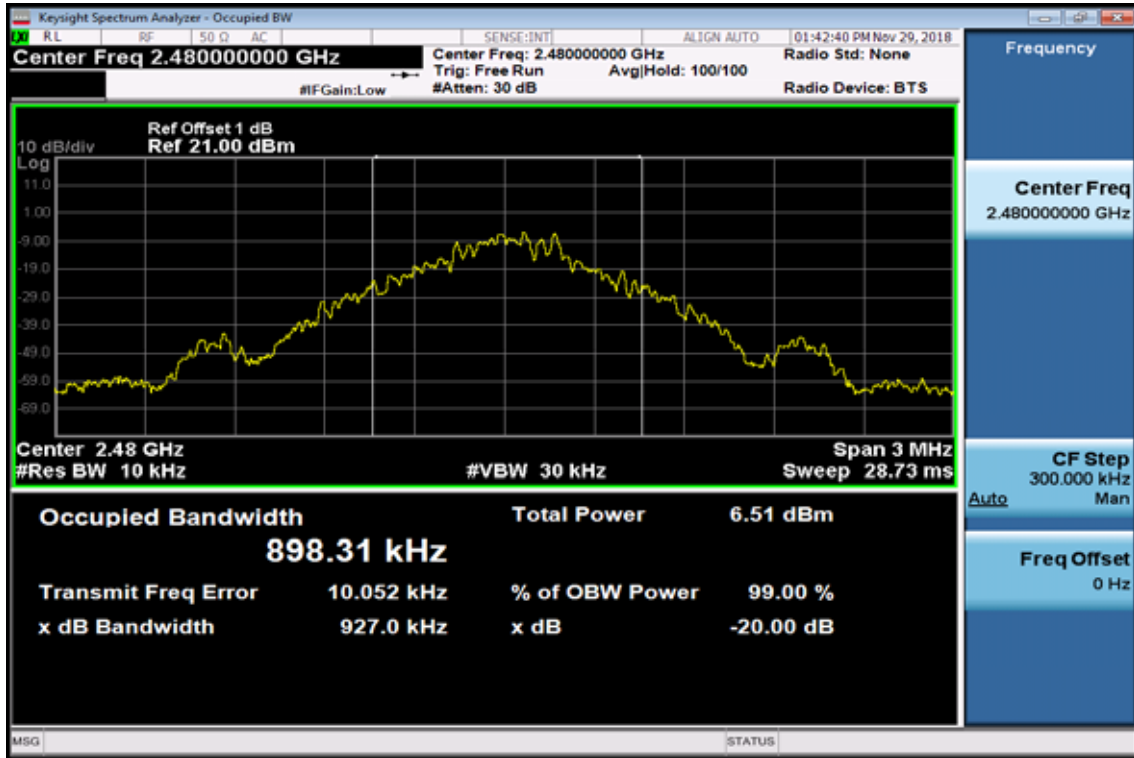 Keysight Spectrum Analyzer - Occupied BW
LXI RL RF 50 Ω AC SENSE:INT ALIGN AUTO 01:42:40 PM Nov 29, 2018
Center Freq 2.480000000 GHz
Center Freq: 2.480000000 GHz Radio Std: None
Trig: Free Run Avg|Hold: 100/100
#IFGain:Low #Atten: 30 dB Radio Device: BTS
Ref Offset 1 dB
10 dB/div Ref 21.00 dBm
Log
11.0
1.00
-9.00
-19.0
-29.0
-39.0
-49.0
-59.0
-69.0
Center 2.48 GHz Span 3 MHz
#Res BW 10 kHz #VBW 30 kHz Sweep 28.73 ms
Occupied Bandwidth Total Power 6.51 dBm
898.31 kHz
Transmit Freq Error 10.052 kHz % of OBW Power 99.00 %
x dB Bandwidth 927.0 kHz x dB -20.00 dB
MSG STATUS
Frequency
Center Freq
2.480000000 GHz
CF Step
300.000 kHz
Auto Man
Freq Offset
0 Hz